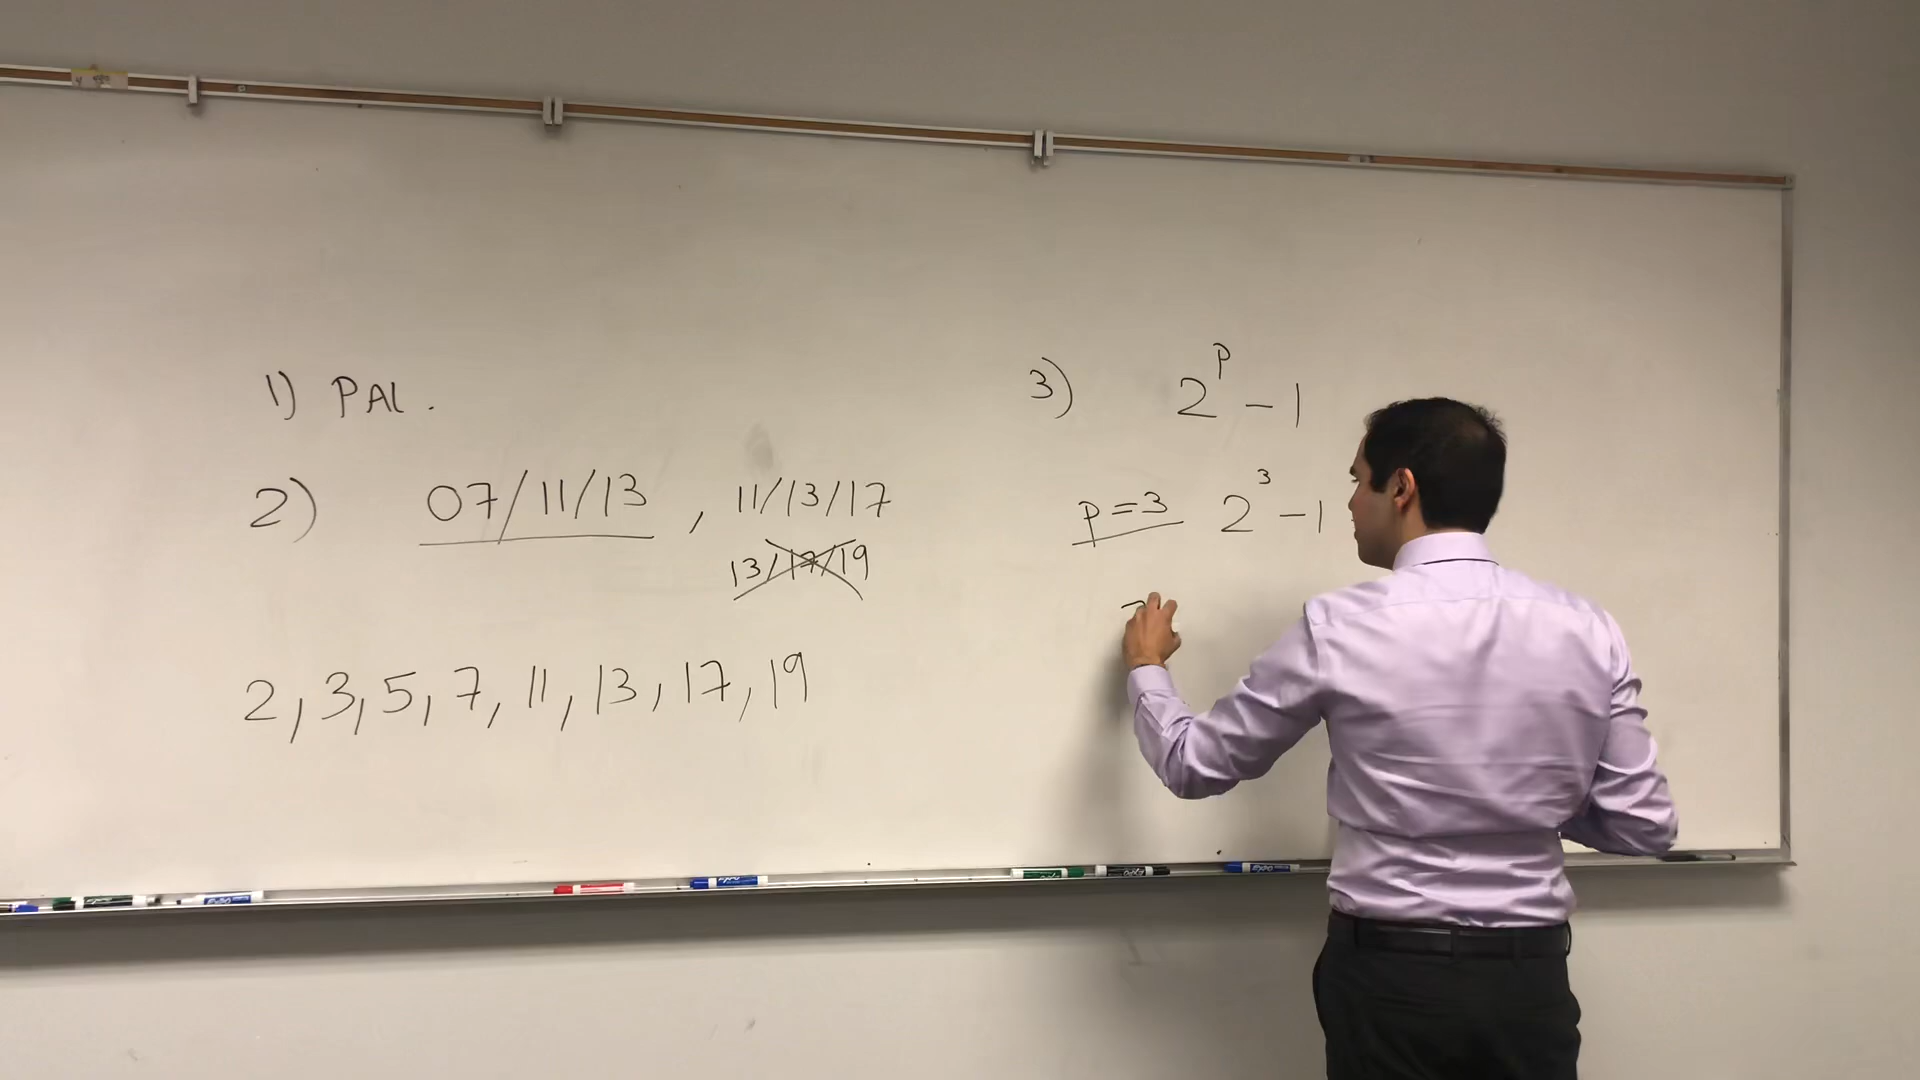 1) PAL.
2) 07/11/13, 11/13/17
13/17/19
2, 3, 5, 7, 11, 13, 17, 19
3) 2^p - 1
p=3 2^3 - 1